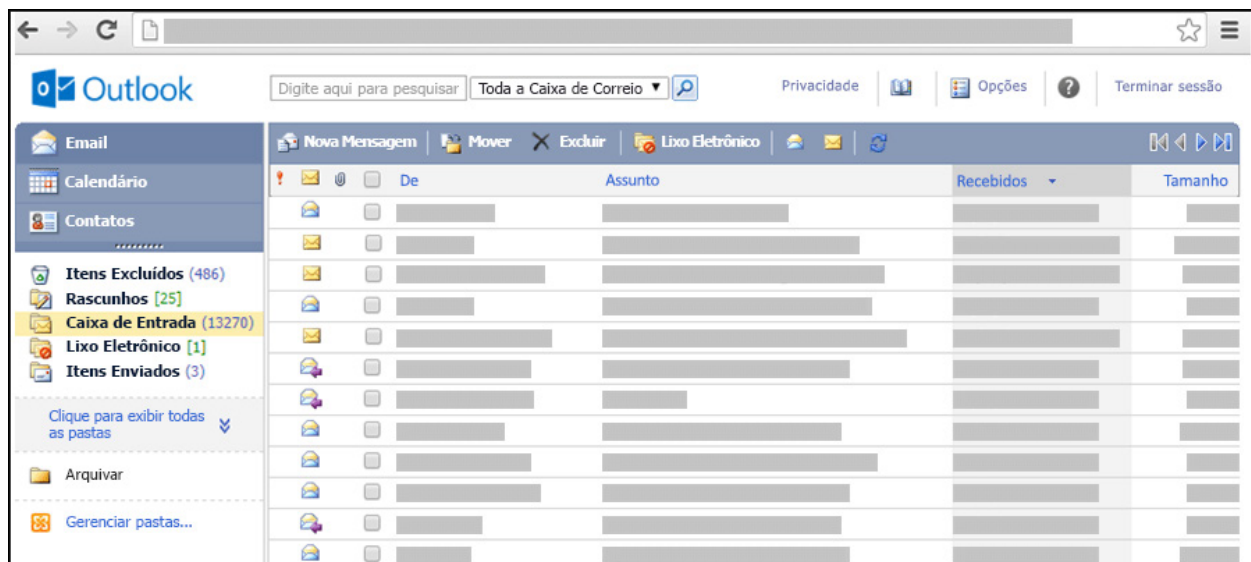 Outlook
Digite aqui para pesquisar Toda a Caixa de Correio Privacidade Opções Terminar sessão
Email
Calendário
Contatos
Nova Mensagem Mover Excluir Lixo Eletrônico
De Assunto Recebidos Tamanho
Itens Excluídos (486)
Rascunhos [25]
Caixa de Entrada (13270)
Lixo Eletrônico [1]
Itens Enviados (3)
Clique para exibir todas
as pastas
Arquivar
Gerenciar pastas...